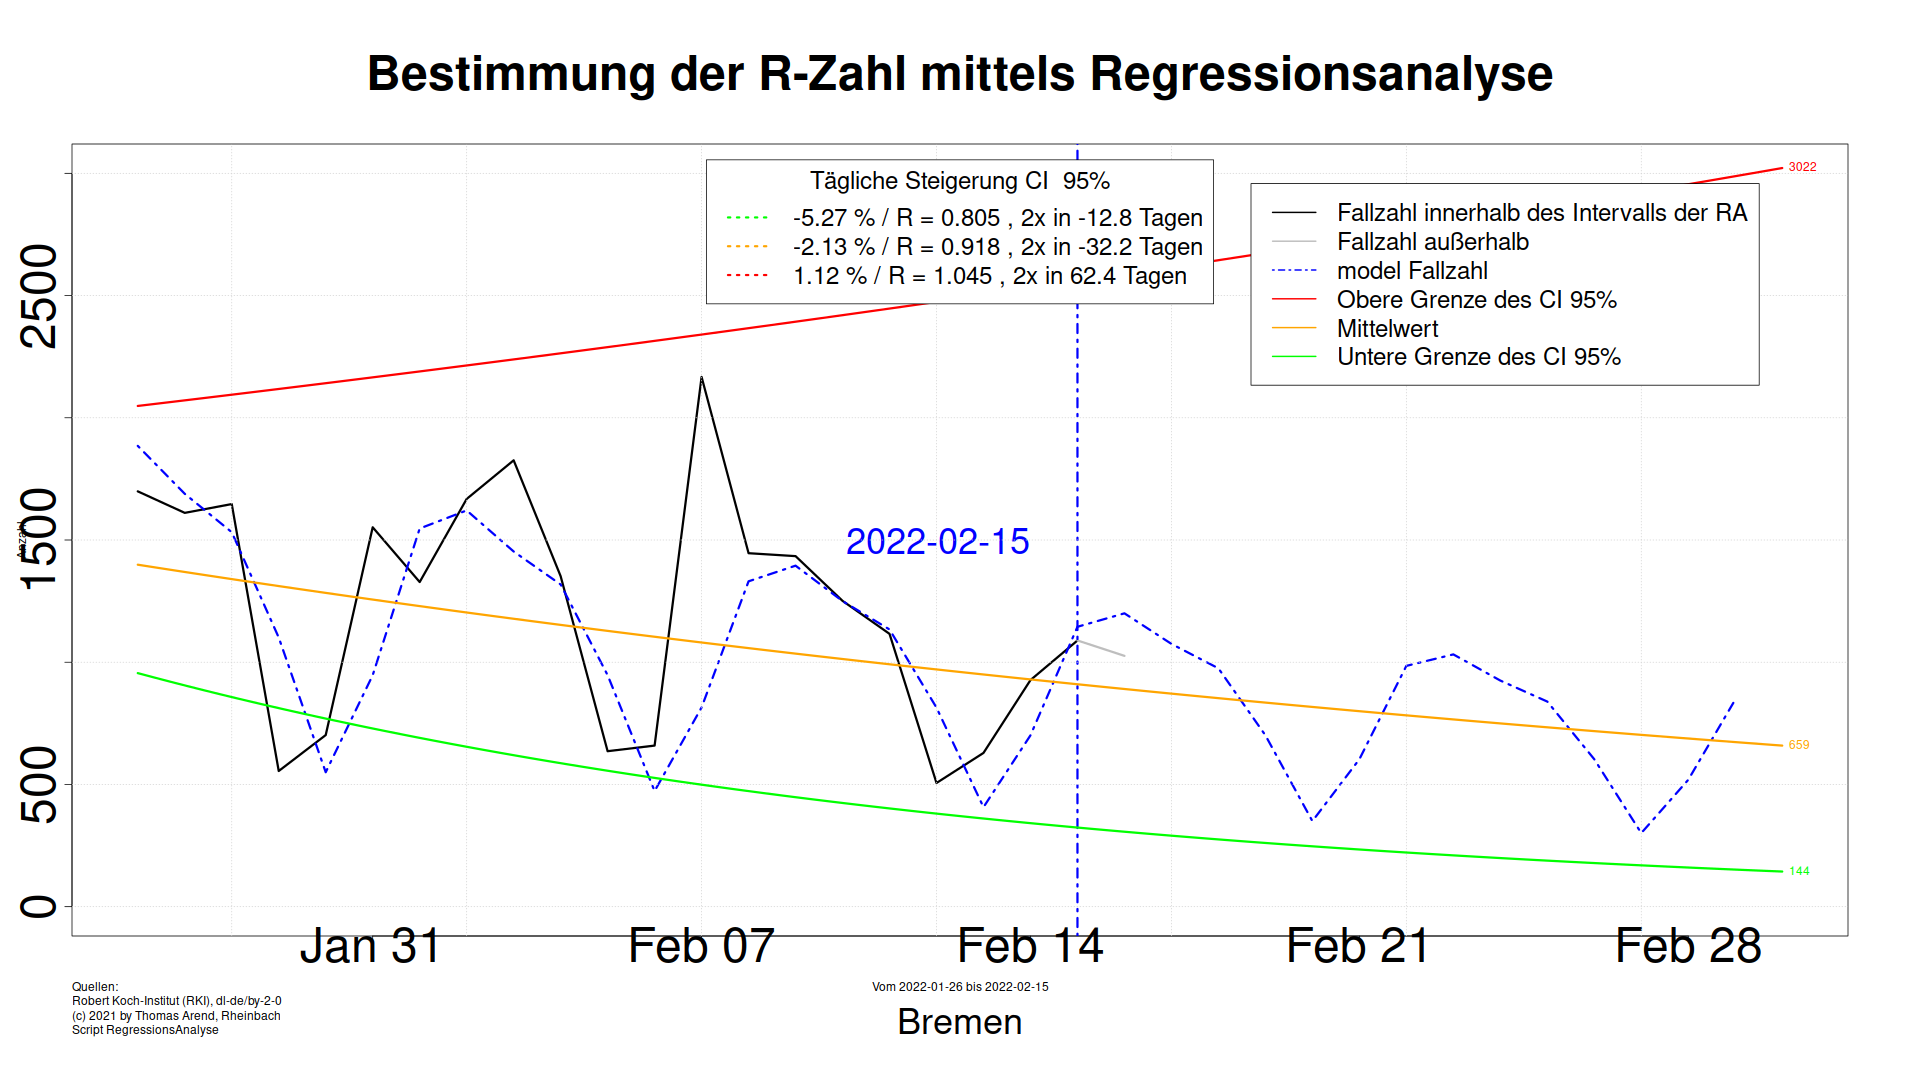 Bestimmung der R-Zahl mittels Regressionsanalyse
Tägliche Steigerung CI  95%
-5.27 % / R = 0.805 , 2x in -12.8 Tagen
-2.13 % / R = 0.918 , 2x in -32.2 Tagen
1.12 % / R = 1.045 , 2x in 62.4 Tagen
Fallzahl innerhalb des Intervalls der RA
Fallzahl außerhalb
model Fallzahl
Obere Grenze des CI 95%
Mittelwert
Untere Grenze des CI 95%
3022
659
144
2022-02-15
Anzahl
2500
1500
500
0
Jan 31
Feb 07
Feb 14
Feb 21
Feb 28
Quellen:
Robert Koch-Institut (RKI), dl-de/by-2-0
(c) 2021 by Thomas Arend, Rheinbach
Script RegressionsAnalyse
Vom 2022-01-26 bis 2022-02-15
Bremen